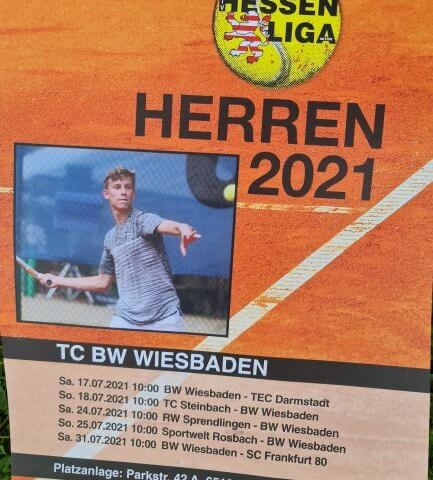 HESSEN
LIGA
HERREN
2021
TC BW WIESBADEN
Sa. 17.07.2021 10:00 BW Wiesbaden - TEC Darmstadt
So. 18.07.2021 10:00 TC Steinbach - BW Wiesbaden
Sa. 24.07.2021 10:00 RW Sprendlingen - BW Wiesbaden
So. 25.07.2021 10:00 Sportwelt Rosbach - BW Wiesbaden
Sa. 31.07.2021 10:00 BW Wiesbaden - SC Frankfurt 80
Platzanlage: Parkstr. 42 A,